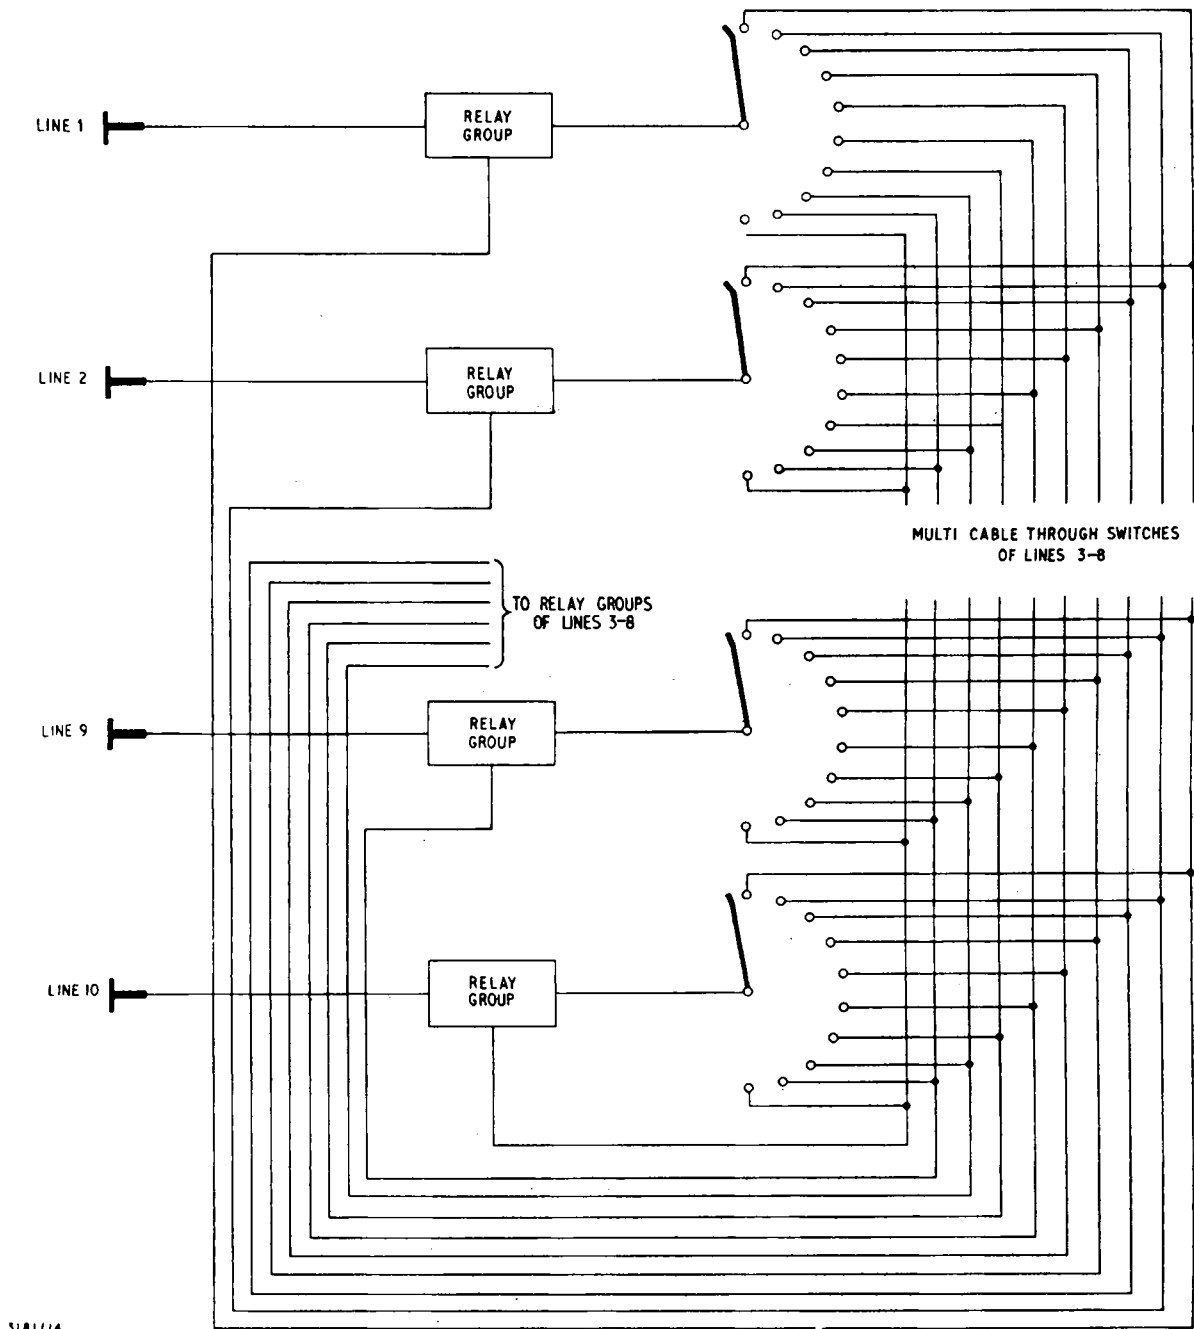 LINE 1
RELAY
GROUP
LINE 2
RELAY
GROUP
MULTI CABLE THROUGH SWITCHES
OF LINES 3-8
TO RELAY GROUPS
OF LINES 3-8
LINE 9
RELAY
GROUP
LINE 10
RELAY
GROUP